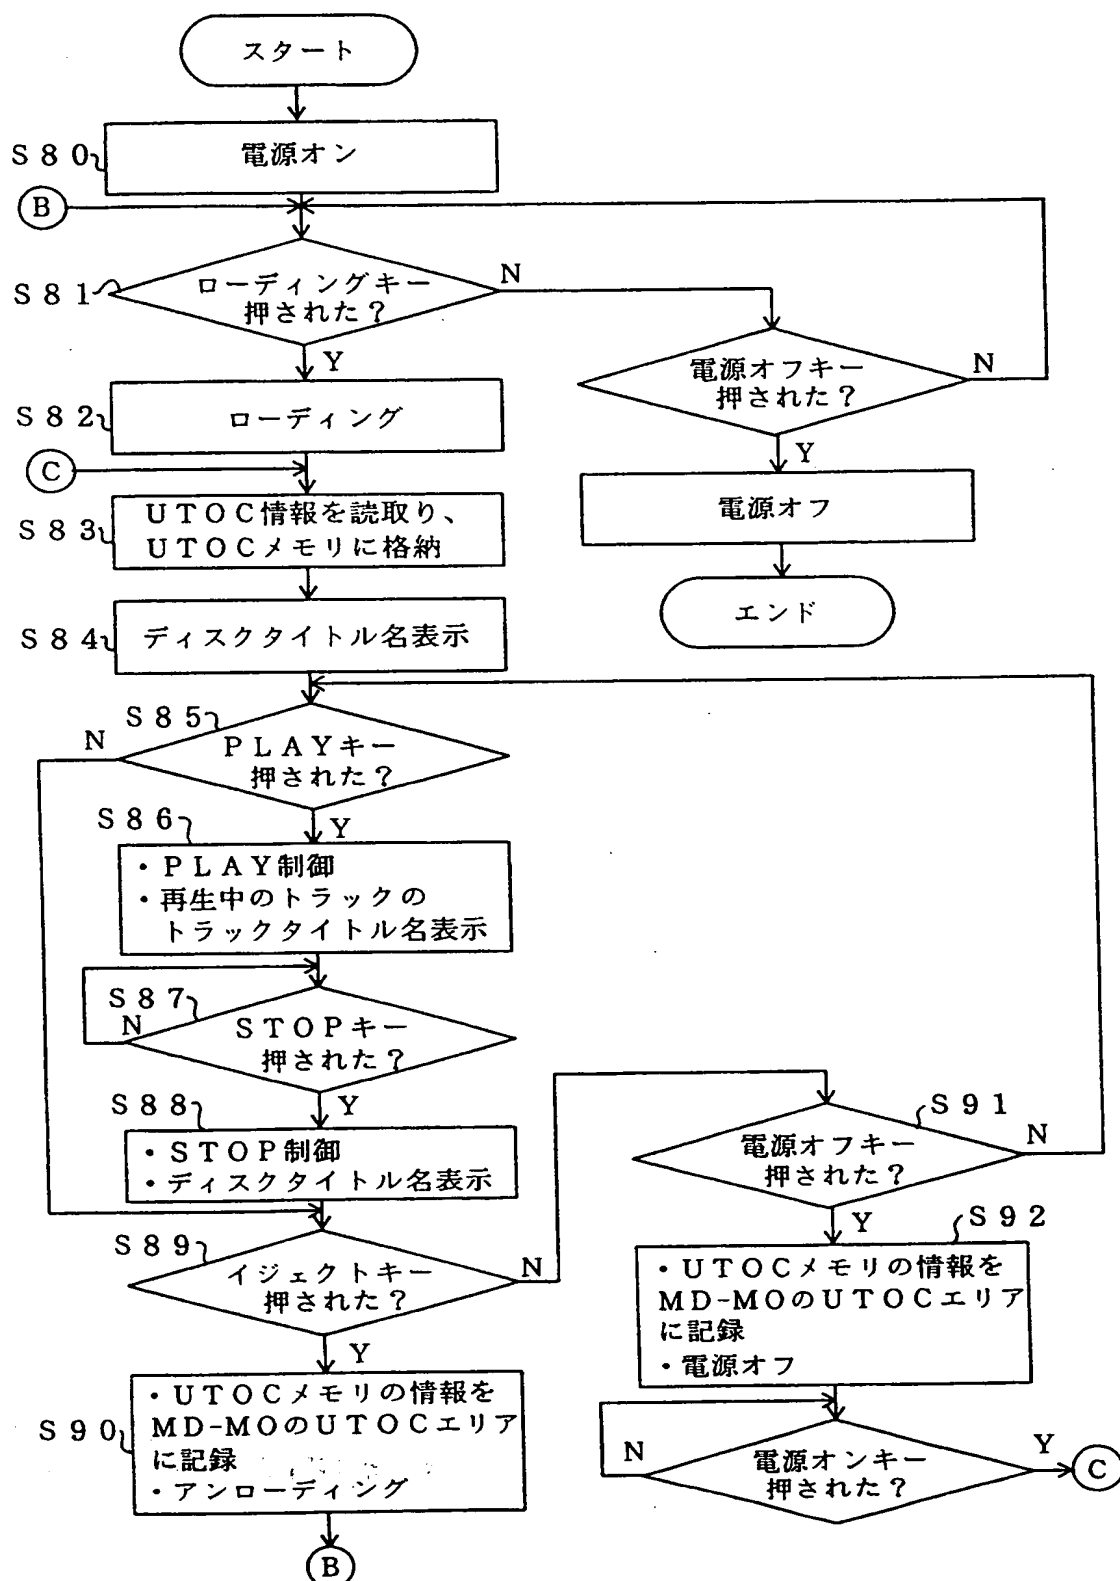 スタート
S80
電源オン
B
S81
ローディングキー
押された？
N
Y
電源オフキー
押された？
N
Y
S82
ローディング
C
電源オフ
S83
UTOC情報を読取り、
UTOCメモリに格納
エンド
S84
ディスクタイトル名表示
S85
N
PLAYキー
押された？
Y
S86
・PLAY制御
・再生中のトラックの
トラックタイトル名表示
S87
N
STOPキー
押された？
Y
S88
・STOP制御
・ディスクタイトル名表示
S89
イジェクトキー
押された？
N
Y
S90
・UTOCメモリの情報を
MD-MOのUTOCエリア
に記録
・アンローディング
B
S91
電源オフキー
押された？
N
Y
S92
・UTOCメモリの情報を
MD-MOのUTOCエリア
に記録
・電源オフ
N
電源オンキー
押された？
Y
C